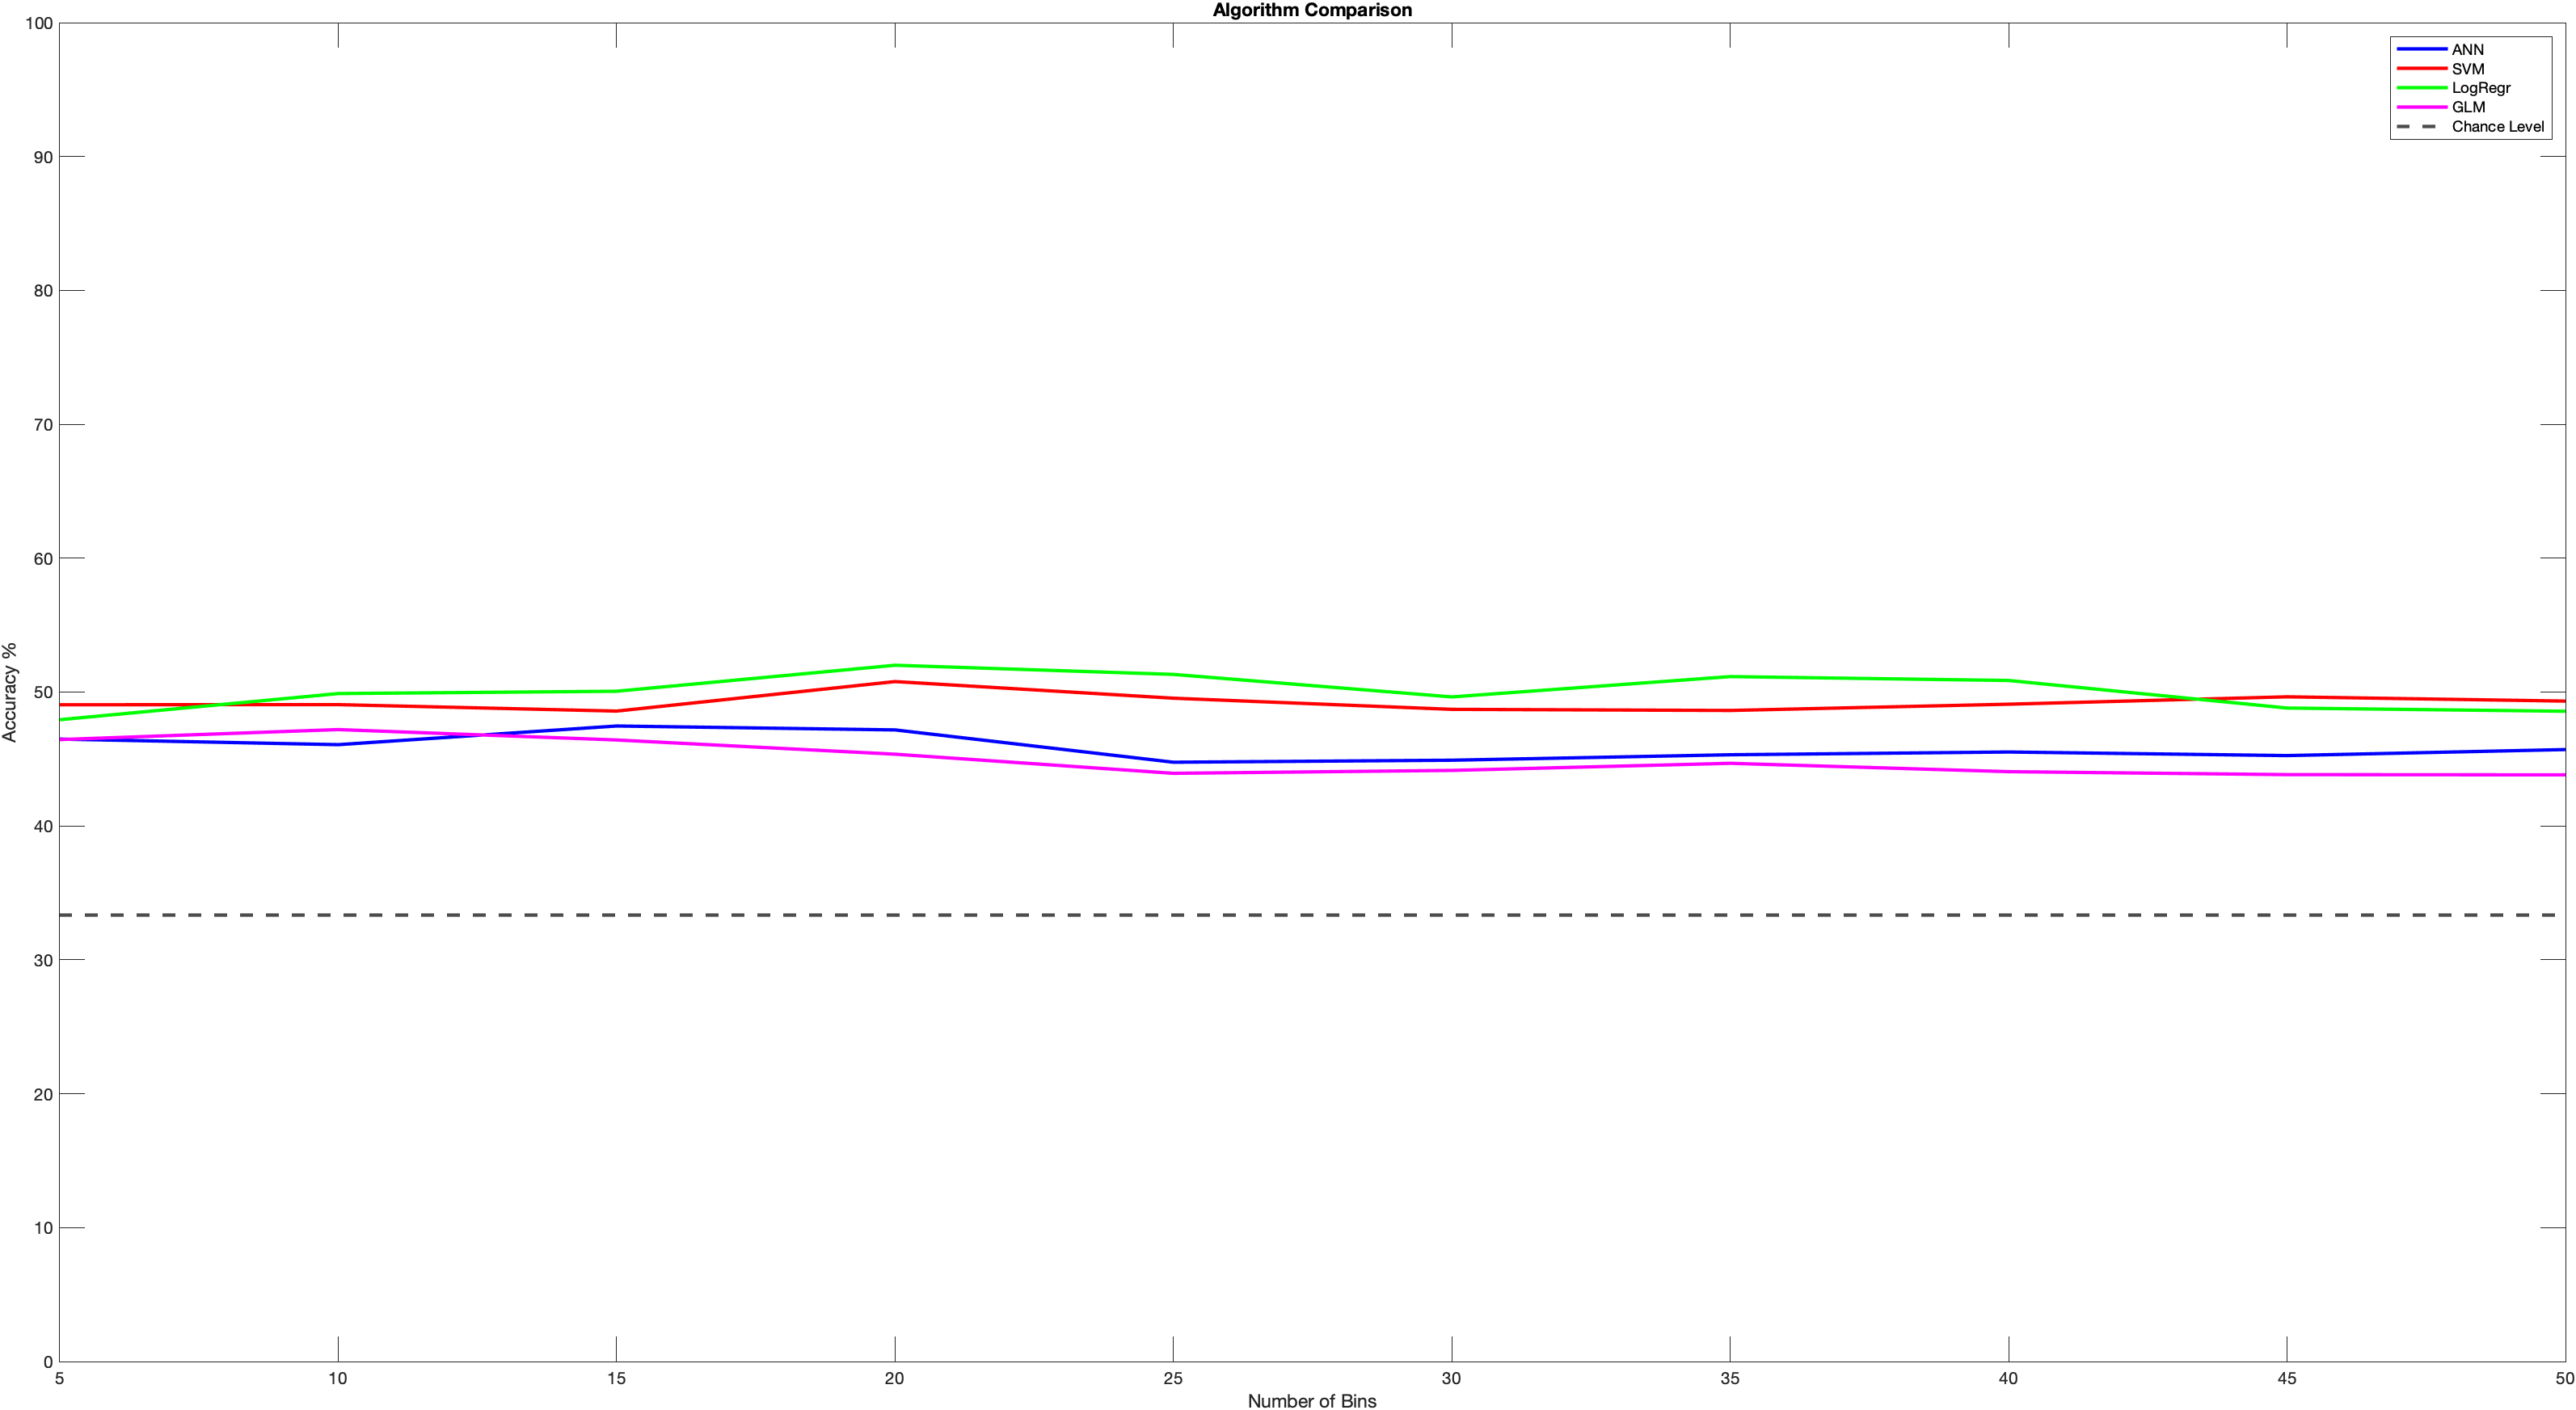 Algorithm Comparison
100
90
80
70
60
50
40
30
20
10
0
Accuracy %
5 10 15 20 25 30 35 40 45 50
Number of Bins
ANN
SVM
LogRegr
GLM
Chance Level